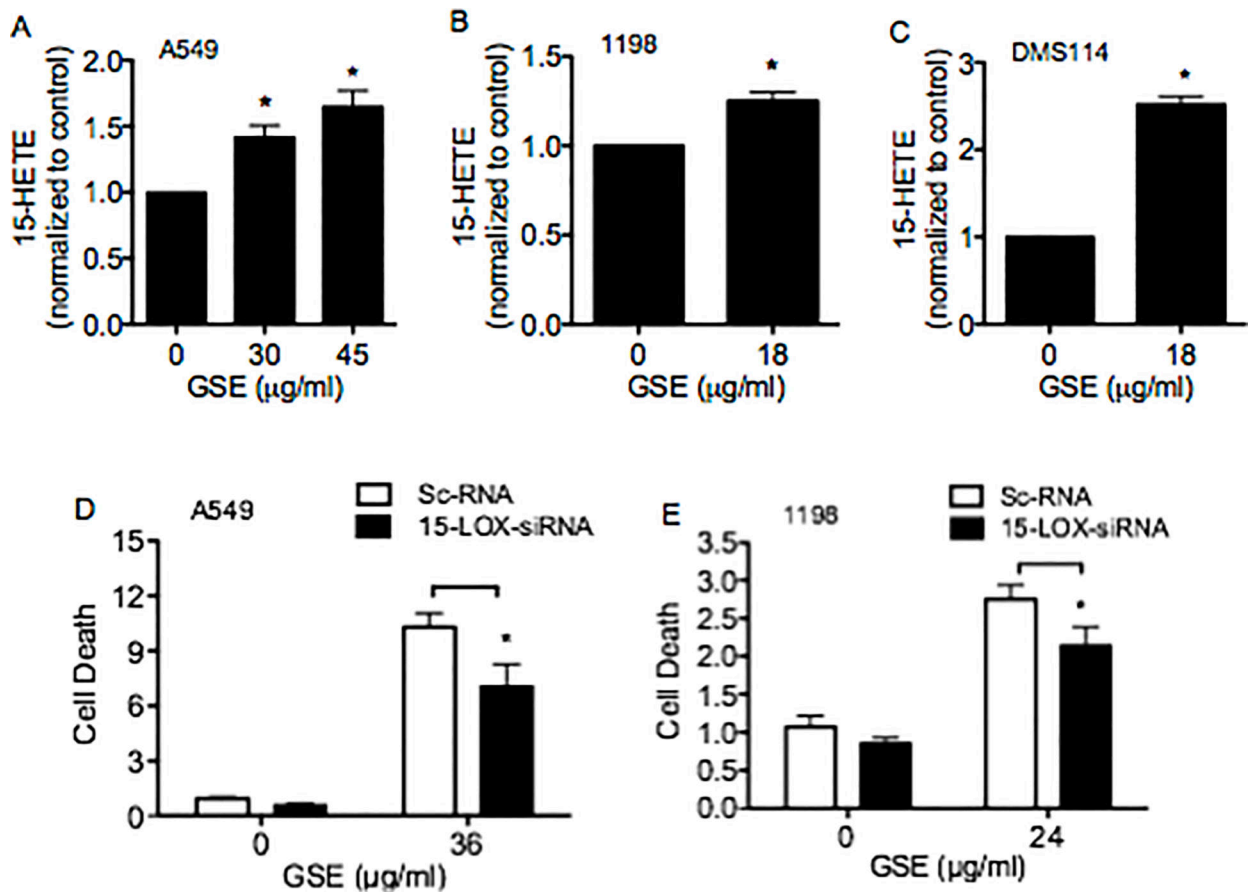 A
A549
15-HETE
(normalized to control)
2.0
1.5
1.0
0.5
0.0
*
*
0 30 45
GSE (μg/ml)
B
1198
15-HETE
(normalized to control)
1.5
1.0
0.5
0.0
*
0 18
GSE (μg/ml)
C
DMS114
15-HETE
(normalized to control)
3
2
1
0
*
0 18
GSE (μg/ml)
D
A549
Sc-RNA
15-LOX-siRNA
Cell Death
15
12
9
6
3
0
*
0 36
GSE (μg/ml)
E
1198
Sc-RNA
15-LOX-siRNA
Cell Death
3.5
3.0
2.5
2.0
1.5
1.0
0.5
0.0
*
0 24
GSE (μg/ml)